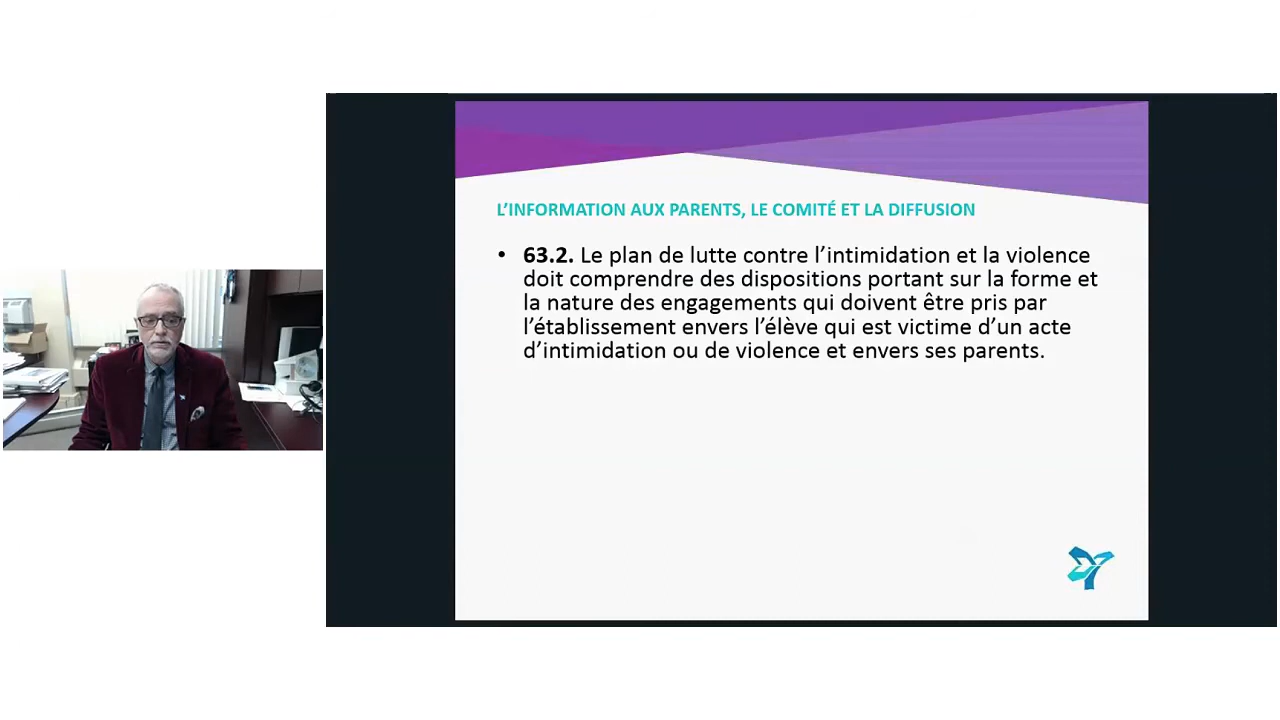 L’INFORMATION AUX PARENTS, LE COMITÉ ET LA DIFFUSION
• 63.2. Le plan de lutte contre l’intimidation et la violence
doit comprendre des dispositions portant sur la forme et
la nature des engagements qui doivent être pris par
l’établissement envers l’élève qui est victime d’un acte
d’intimidation ou de violence et envers ses parents.